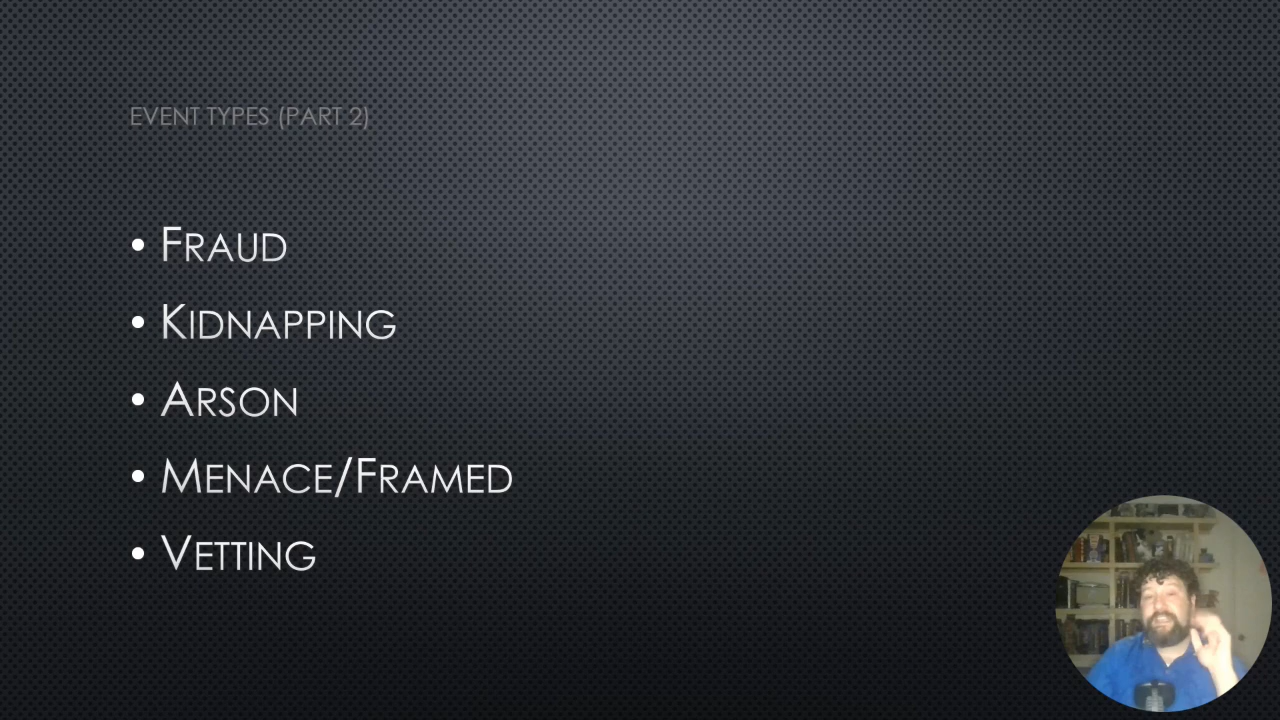 EVENT TYPES (PART 2)
• FRAUD
• KIDNAPPING
• ARSON
• MENACE/FRAMED
• VETTING